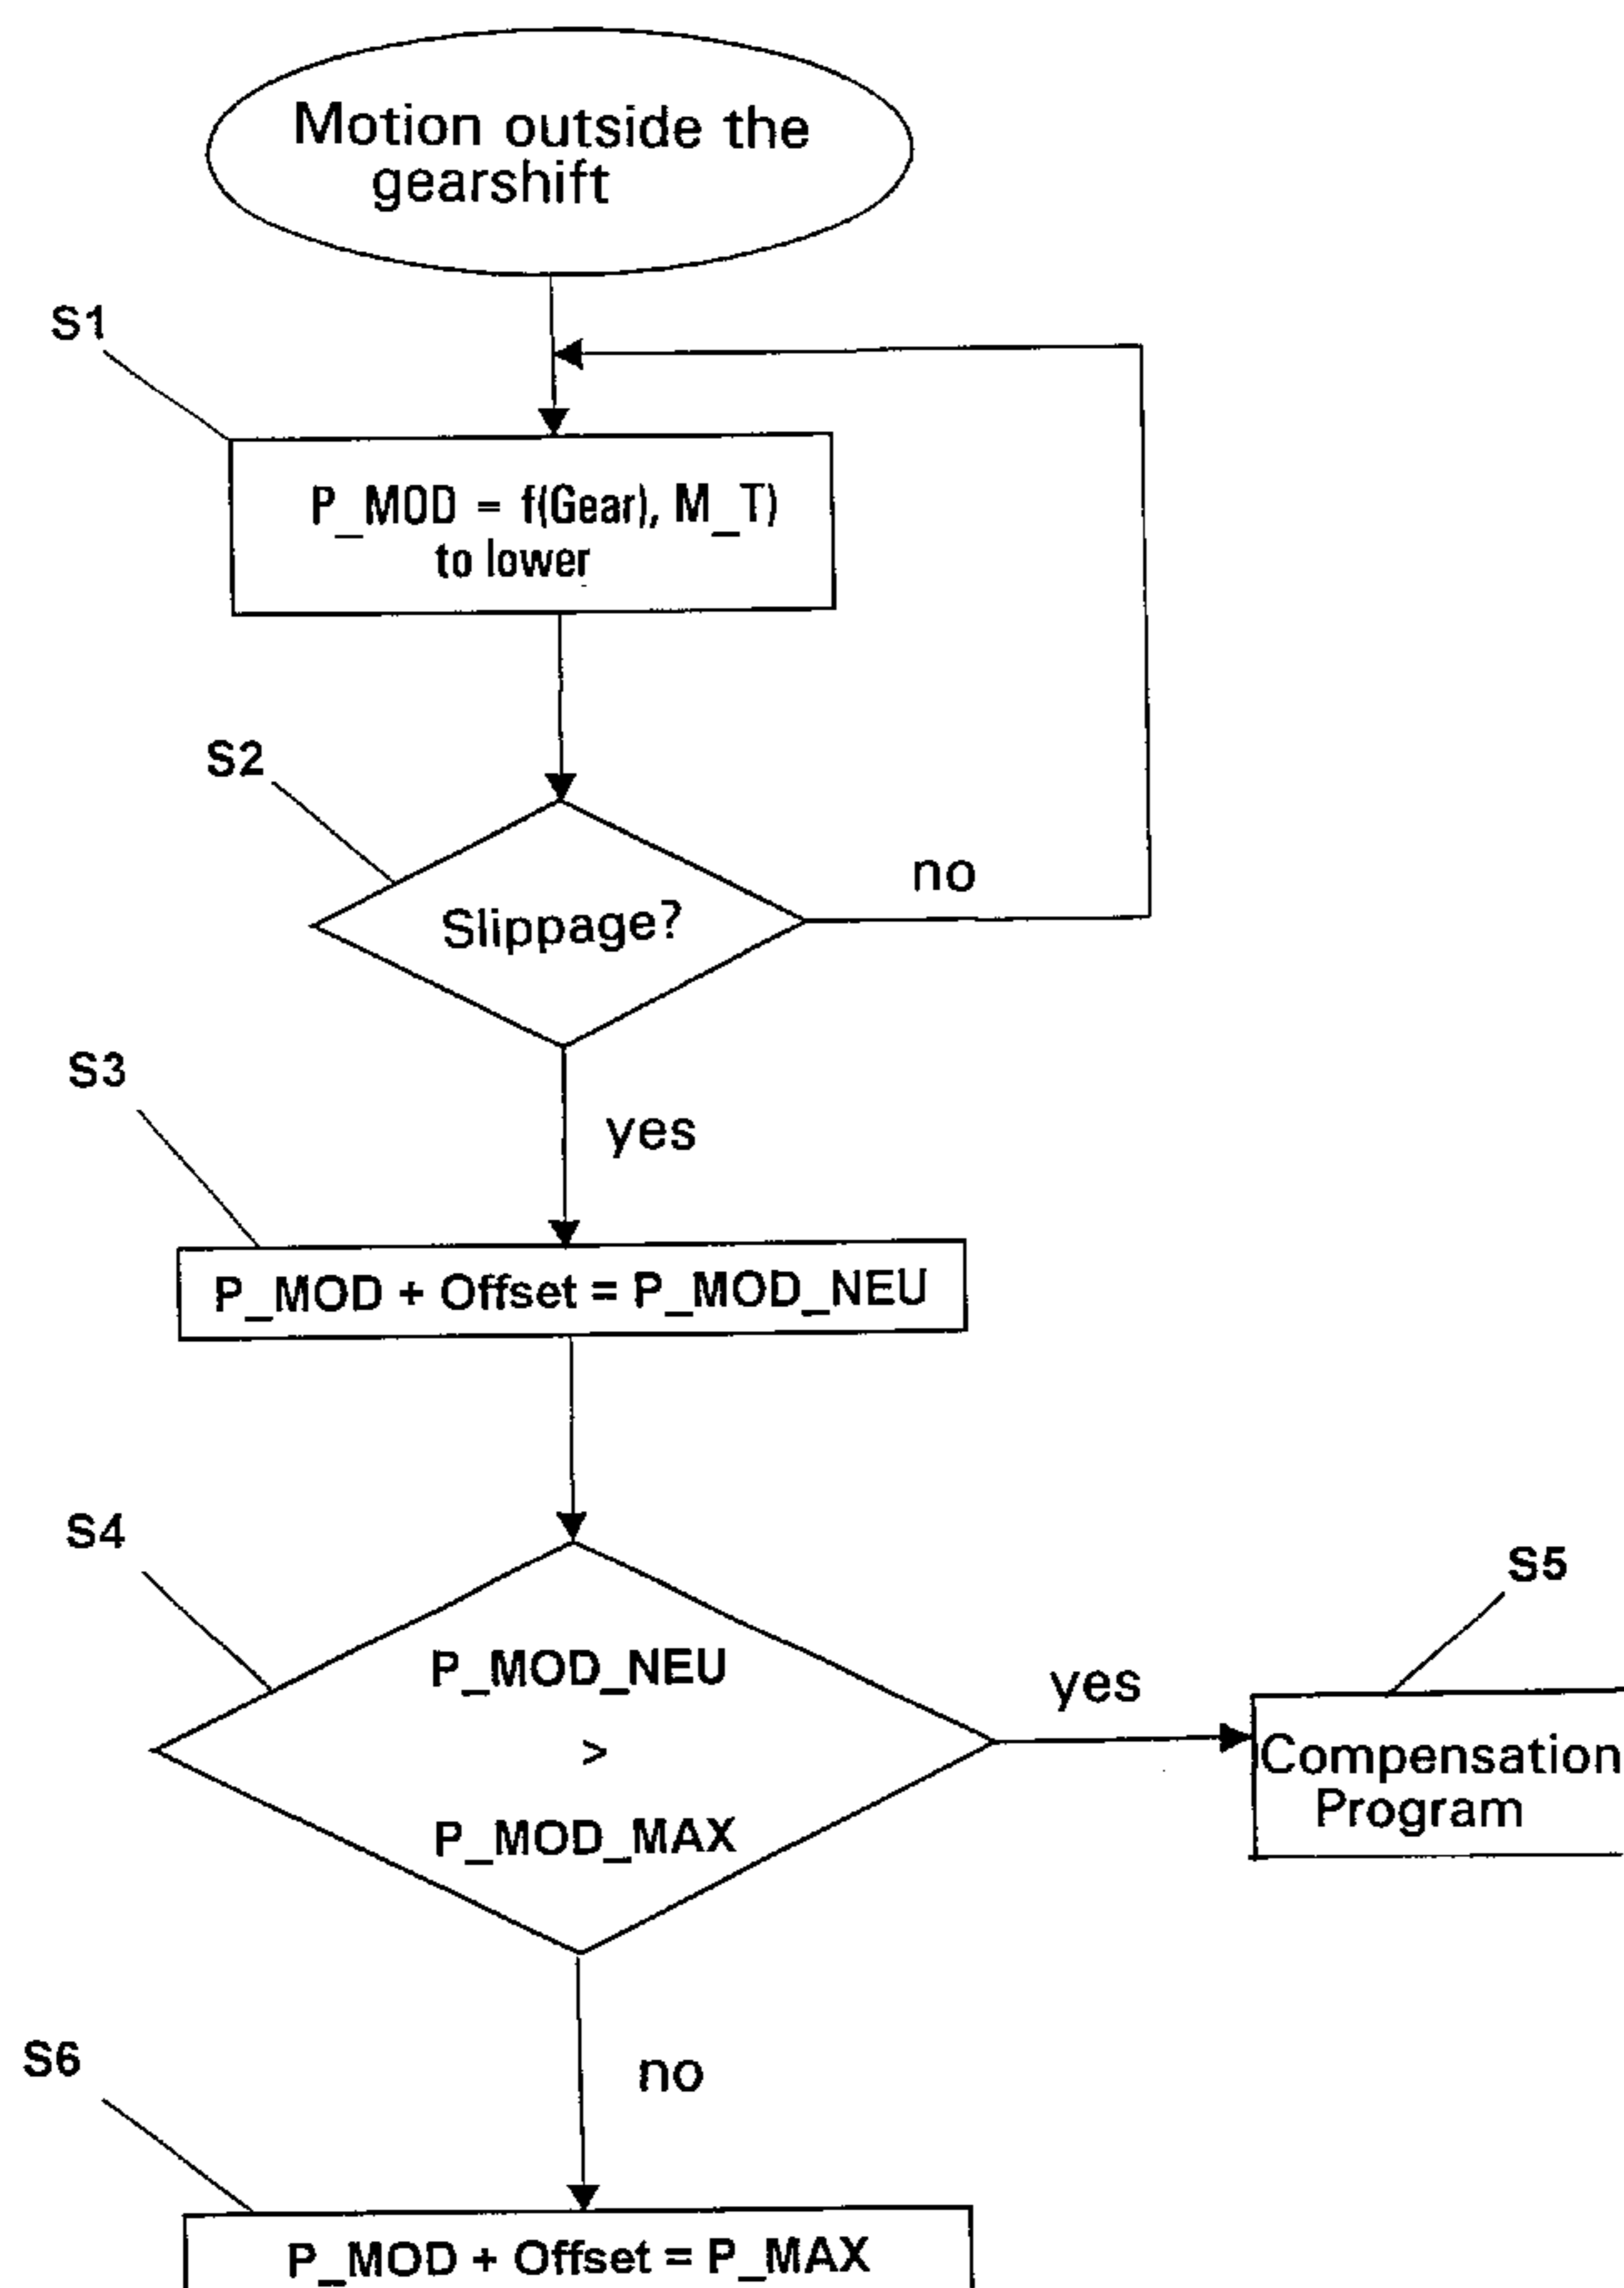 Motion outside the
gearshift
S1
P_MOD = f(Gear), M_T)
to lower
S2
Slippage?
no
S3
yes
P_MOD + Offset = P_MOD_NEU
S4
P_MOD_NEU
>
P_MOD_MAX
yes
S5
Compensation
Program
S6
no
P_MOD + Offset = P_MAX